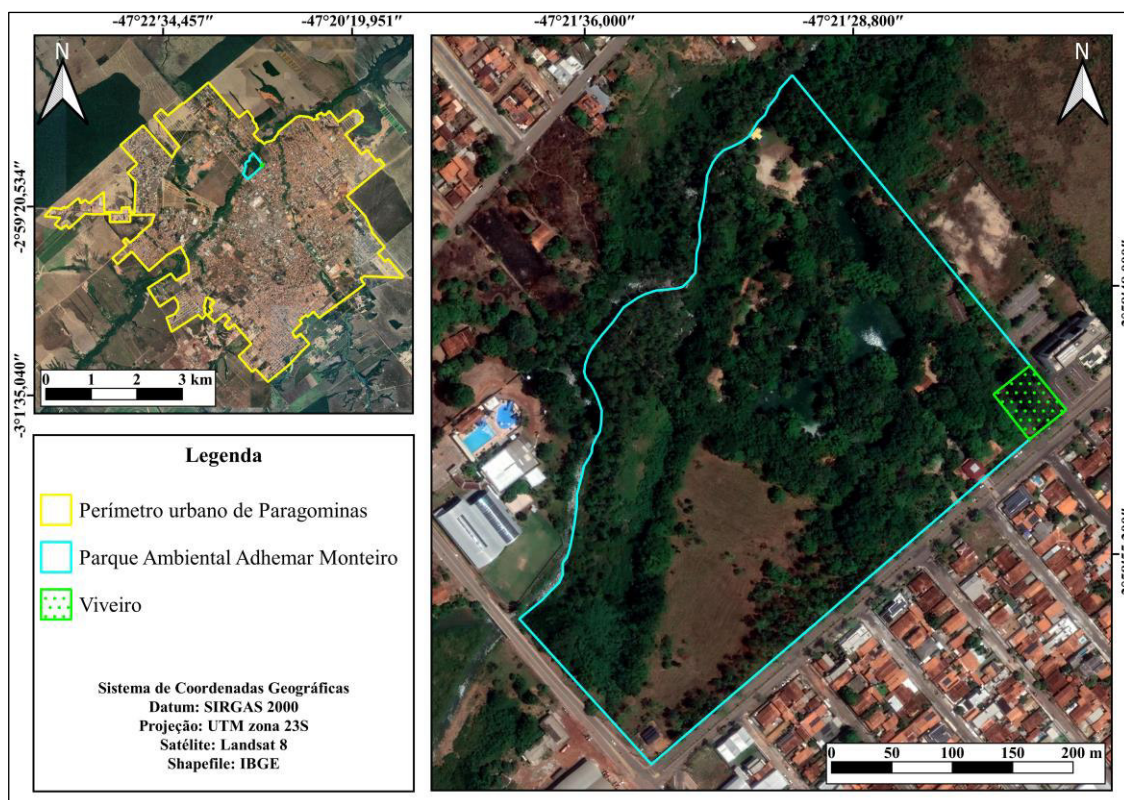 -47°22'34,457" -47°20'19,951" -47°21'36,000" -47°21'28,800"
N
N
-2°59'20,534"
-3°1'35,040"
0 1 2 3 km
Legenda
Perímetro urbano de Paragominas
Parque Ambiental Adhemar Monteiro
Viveiro
Sistema de Coordenadas Geográficas
Datum: SIRGAS 2000
Projeção: UTM zona 23S
Satélite: Landsat 8
Shapefile: IBGE
0 50 100 150 200 m